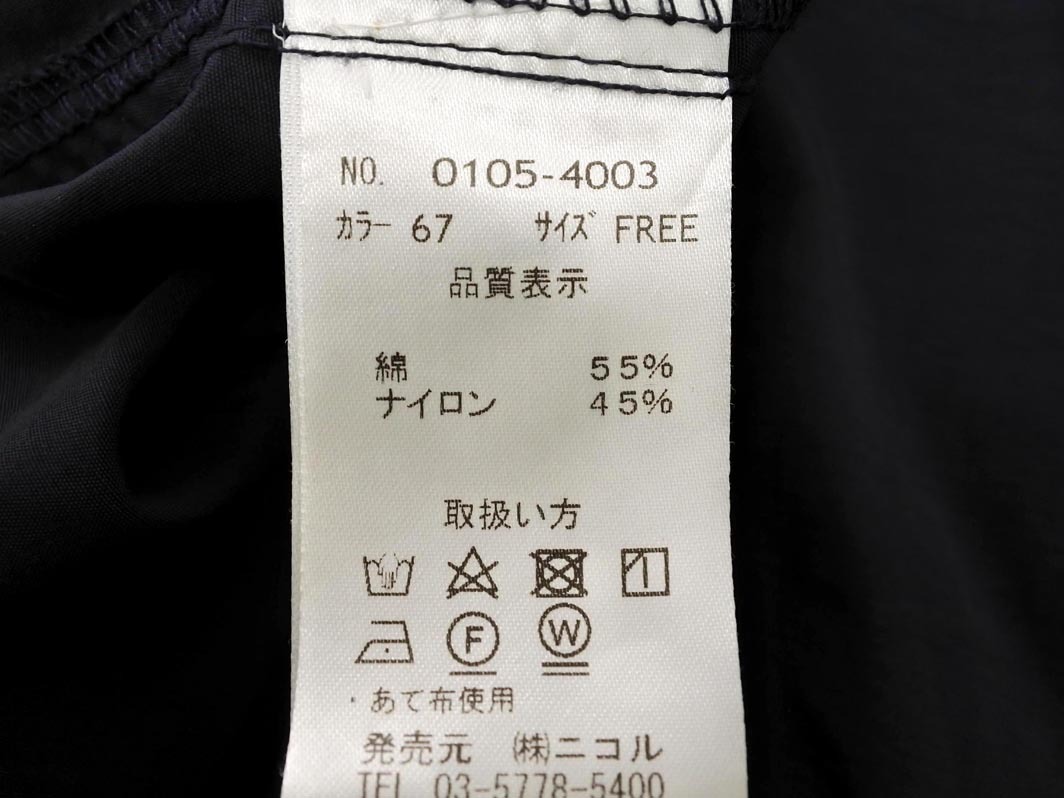 NO. 0105-4003
ｶﾗｰ 67 ｻｲｽﾞ FREE
品質表示
綿 55%
ナイロン 45%
取扱い方
F W
・あて布使用
発売元 ㈱ニコル
TEL 03-5778-5400